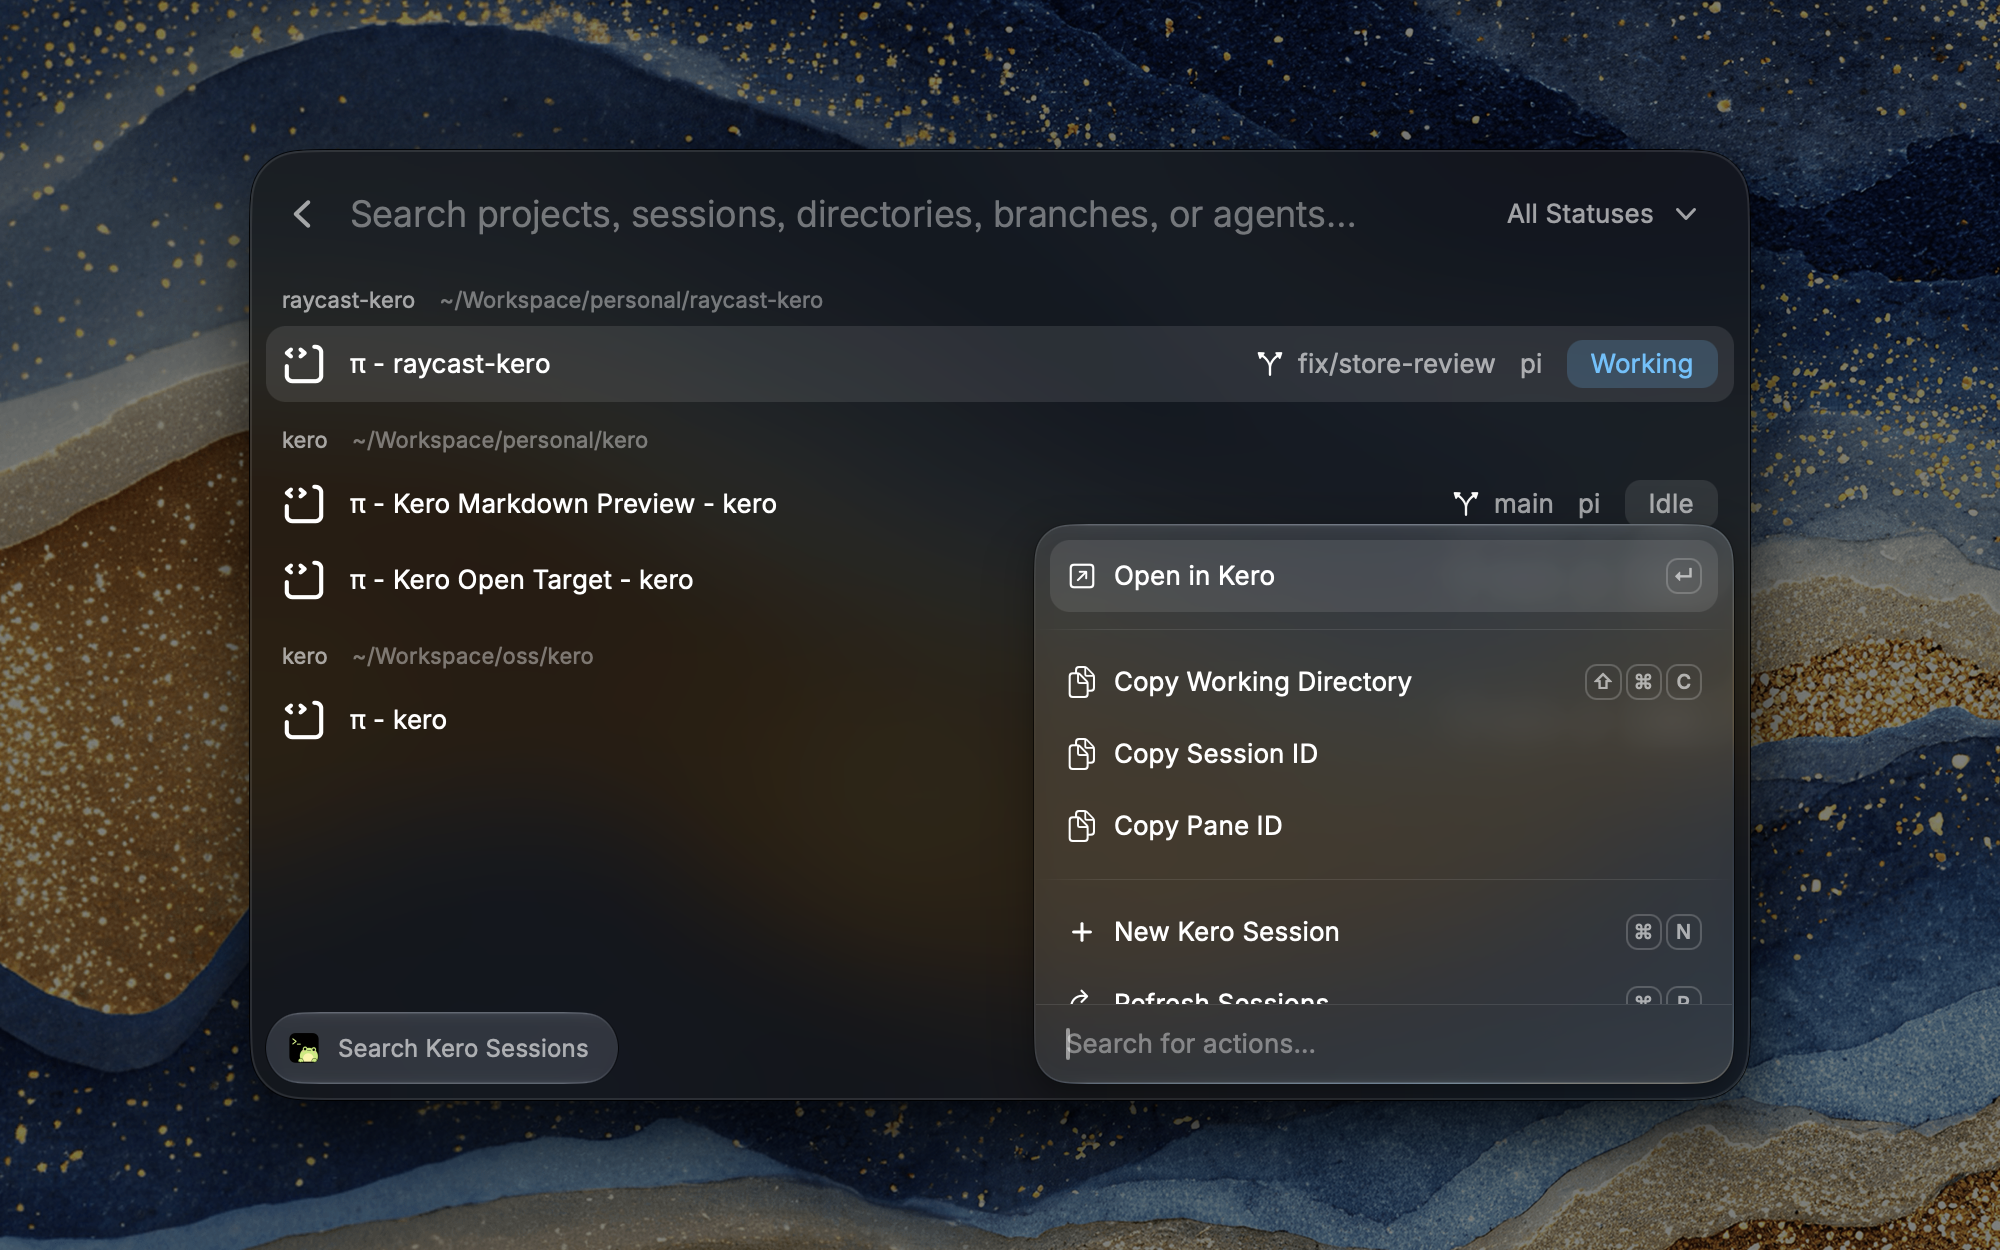 Search projects, sessions, directories, branches, or agents...
All Statuses
raycast-kero ~/Workspace/personal/raycast-kero
π - raycast-kero fix/store-review pi Working
kero ~/Workspace/personal/kero
π - Kero Markdown Preview - kero main pi Idle
π - Kero Open Target - kero
kero ~/Workspace/oss/kero
π - kero
Open in Kero ↵
Copy Working Directory ⇧ ⌘ C
Copy Session ID
Copy Pane ID
New Kero Session ⌘ N
Refresh Sessions ⌘ R
Search for actions...
Search Kero Sessions